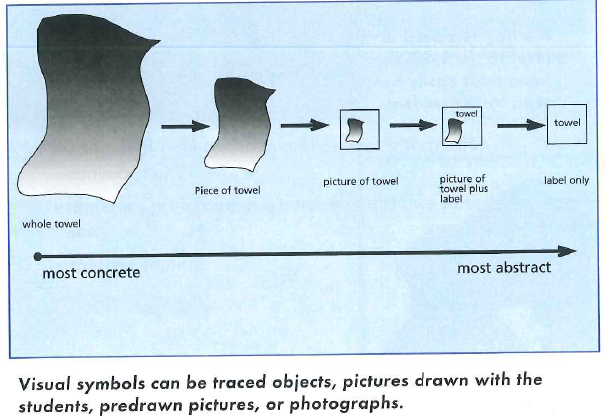 towel
towel
whole towel
Piece of towel
picture of towel
picture of
towel plus
label
label only
most concrete
most abstract
Visual symbols can be traced objects, pictures drawn with the
students, predrawn pictures, or photographs.